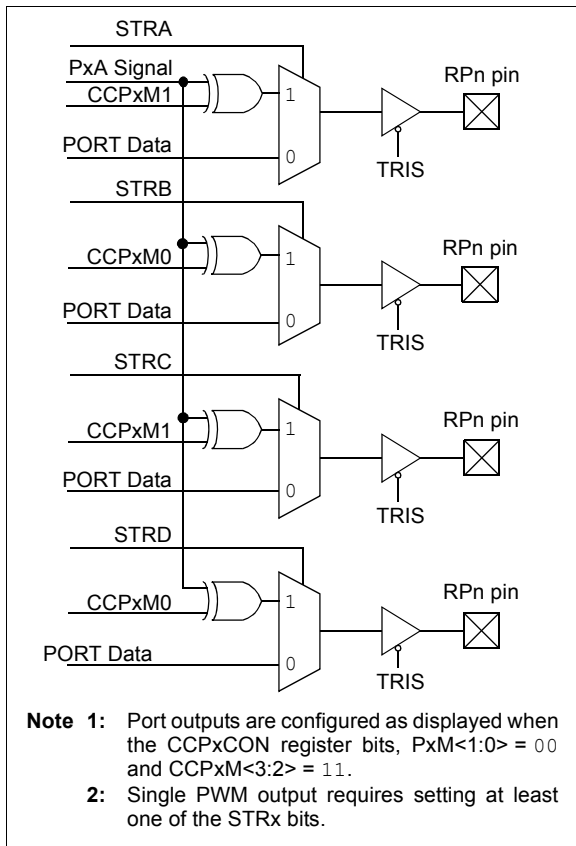 STRA
PxA Signal
CCPxM1
1
RPn pin
PORT Data
0
TRIS
STRB
CCPxM0
1
RPn pin
PORT Data
0
TRIS
STRC
CCPxM1
1
RPn pin
PORT Data
0
TRIS
STRD
CCPxM0
1
RPn pin
PORT Data
0
TRIS
Note 1: Port outputs are configured as displayed when
the CCPxCON register bits, PxM<1:0> = 00
and CCPxM<3:2> = 11.
2: Single PWM output requires setting at least
one of the STRx bits.